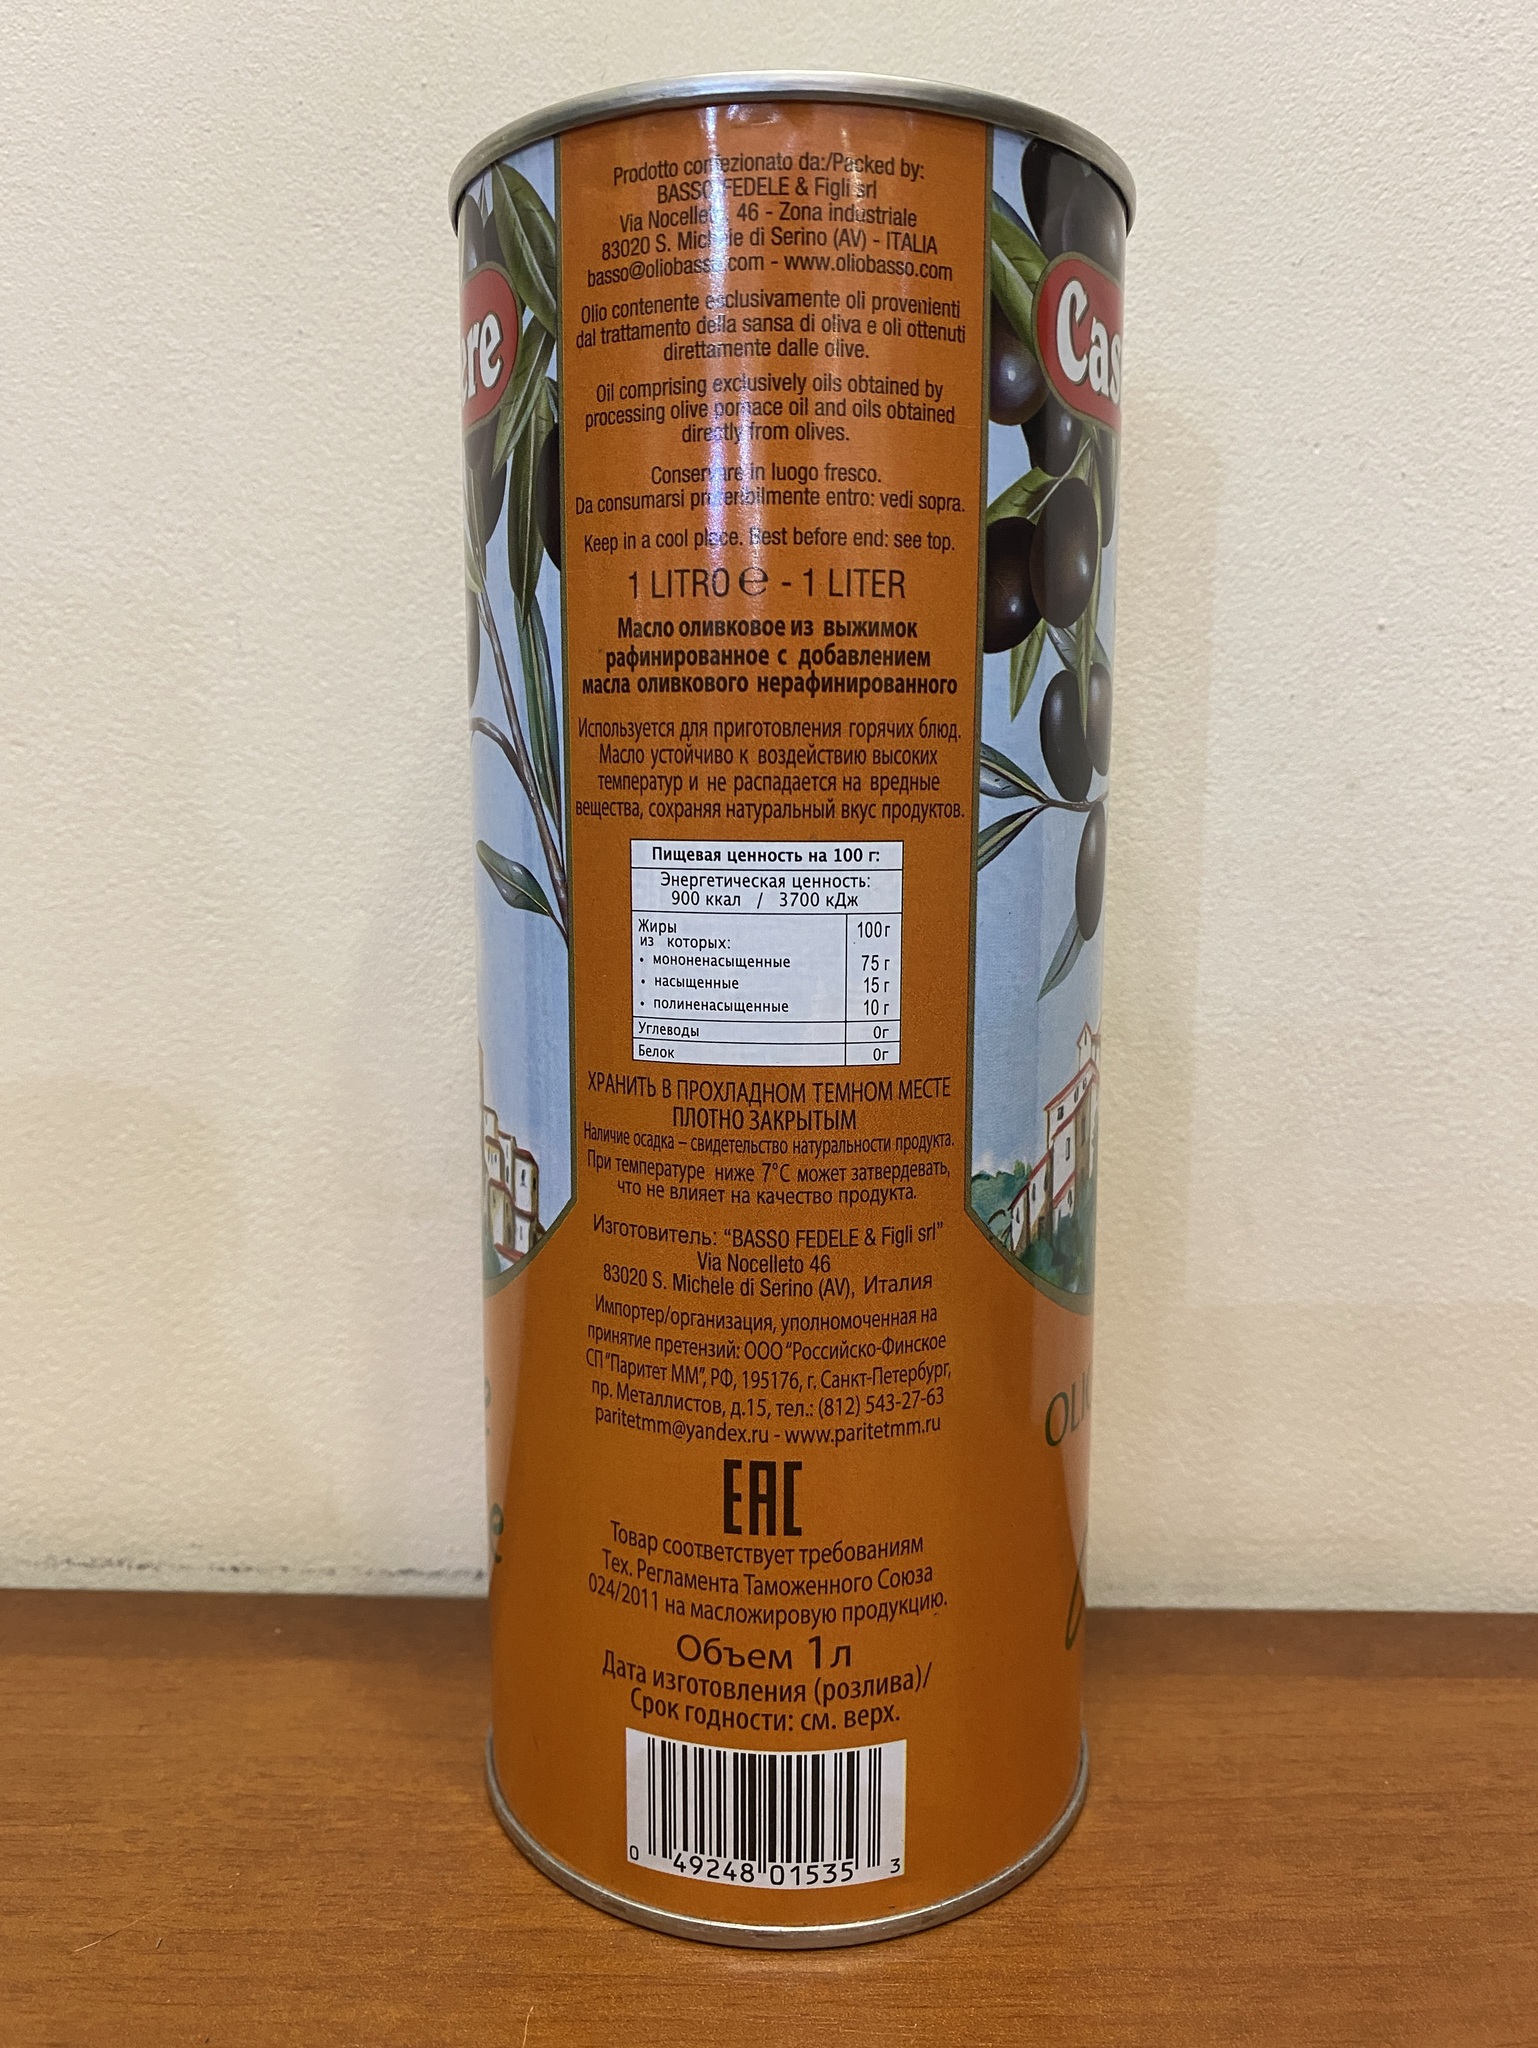 Prodotto confezionato da:/Packed by:
BASSO FEDELE & Figli srl
Via Nocelleto, 46 - Zona industriale
83020 S. Michele di Serino (AV) - ITALIA
basso@oliobasso.com - www.oliobasso.com
Olio contenente esclusivamente oli provenienti
dal trattamento della sansa di oliva e oli ottenuti
direttamente dalle olive.
Oil comprising exclusively oils obtained by
processing olive pomace oil and oils obtained
directly from olives.
Conservare in luogo fresco.
Da consumarsi preferibilmente entro: vedi sopra.
Keep in a cool place. Best before end: see top.
1 LITRO ℮ - 1 LITER
Масло оливковое из выжимок
рафинированное с добавлением
масла оливкового нерафинированного
Используется для приготовления горячих блюд.
Масло устойчиво к воздействию высоких
температур и не распадается на вредные
вещества, сохраняя натуральный вкус продуктов.
Пищевая ценность на 100 г:
Энергетическая ценность:
900 ккал / 3700 кДж
Жиры 100г
из которых:
• мононенасыщенные 75 г
• насыщенные 15 г
• полиненасыщенные 10 г
Углеводы 0г
Белок 0г
ХРАНИТЬ В ПРОХЛАДНОМ ТЕМНОМ МЕСТЕ
ПЛОТНО ЗАКРЫТЫМ
Наличие осадка – свидетельство натуральности продукта.
При температуре ниже 7°C может затвердевать,
что не влияет на качество продукта.
Изготовитель: "BASSO FEDELE & Figli srl"
Via Nocelleto 46
83020 S. Michele di Serino (AV), Италия
Импортер/организация, уполномоченная на
принятие претензий: ООО "Российско-Финское
СП "Паритет ММ", РФ, 195176, г. Санкт-Петербург,
пр. Металлистов, д.15, тел.: (812) 543-27-63
paritetmm@yandex.ru - www.paritetmm.ru
EAC
Товар соответствует требованиям
Тех. Регламента Таможенного Союза
024/2011 на масложировую продукцию.
Объем 1 л
Дата изготовления (розлива)/
Срок годности: см. верх.
0 49248 01535 3